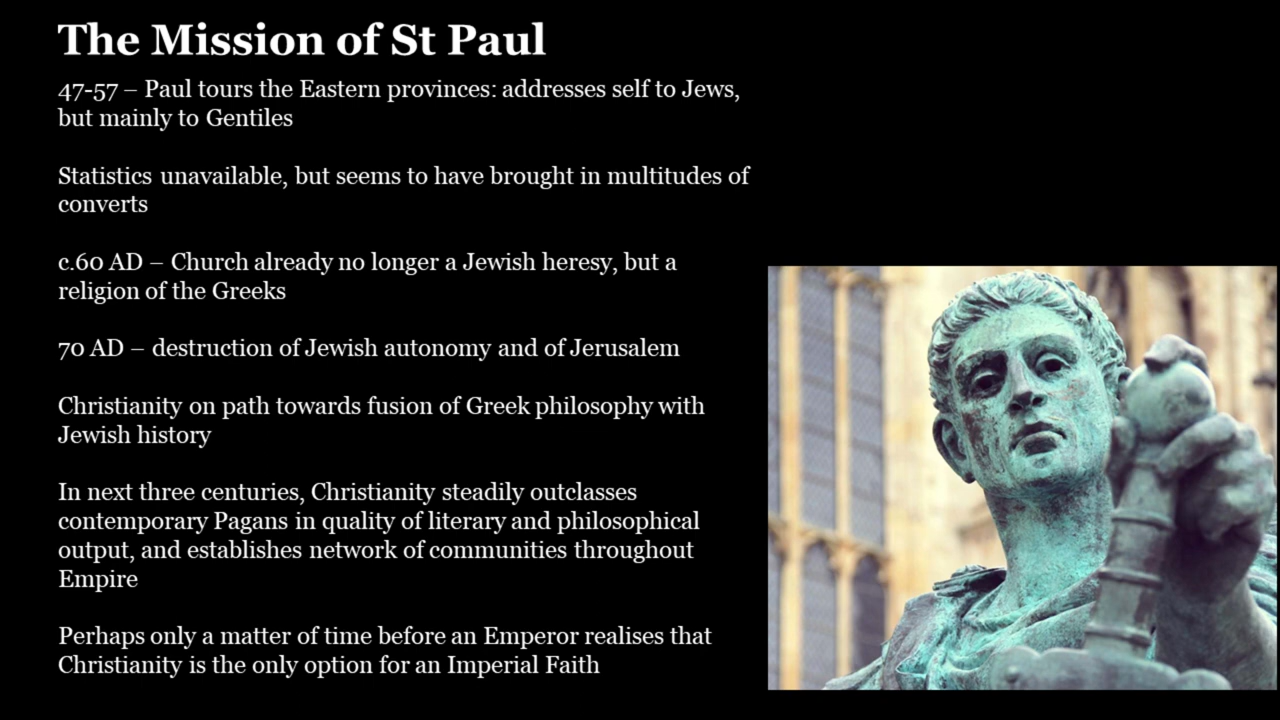 The Mission of St Paul
47-57 – Paul tours the Eastern provinces: addresses self to Jews,
but mainly to Gentiles
Statistics unavailable, but seems to have brought in multitudes of
converts
c.60 AD – Church already no longer a Jewish heresy, but a
religion of the Greeks
70 AD – destruction of Jewish autonomy and of Jerusalem
Christianity on path towards fusion of Greek philosophy with
Jewish history
In next three centuries, Christianity steadily outclasses
contemporary Pagans in quality of literary and philosophical
output, and establishes network of communities throughout
Empire
Perhaps only a matter of time before an Emperor realises that
Christianity is the only option for an Imperial Faith